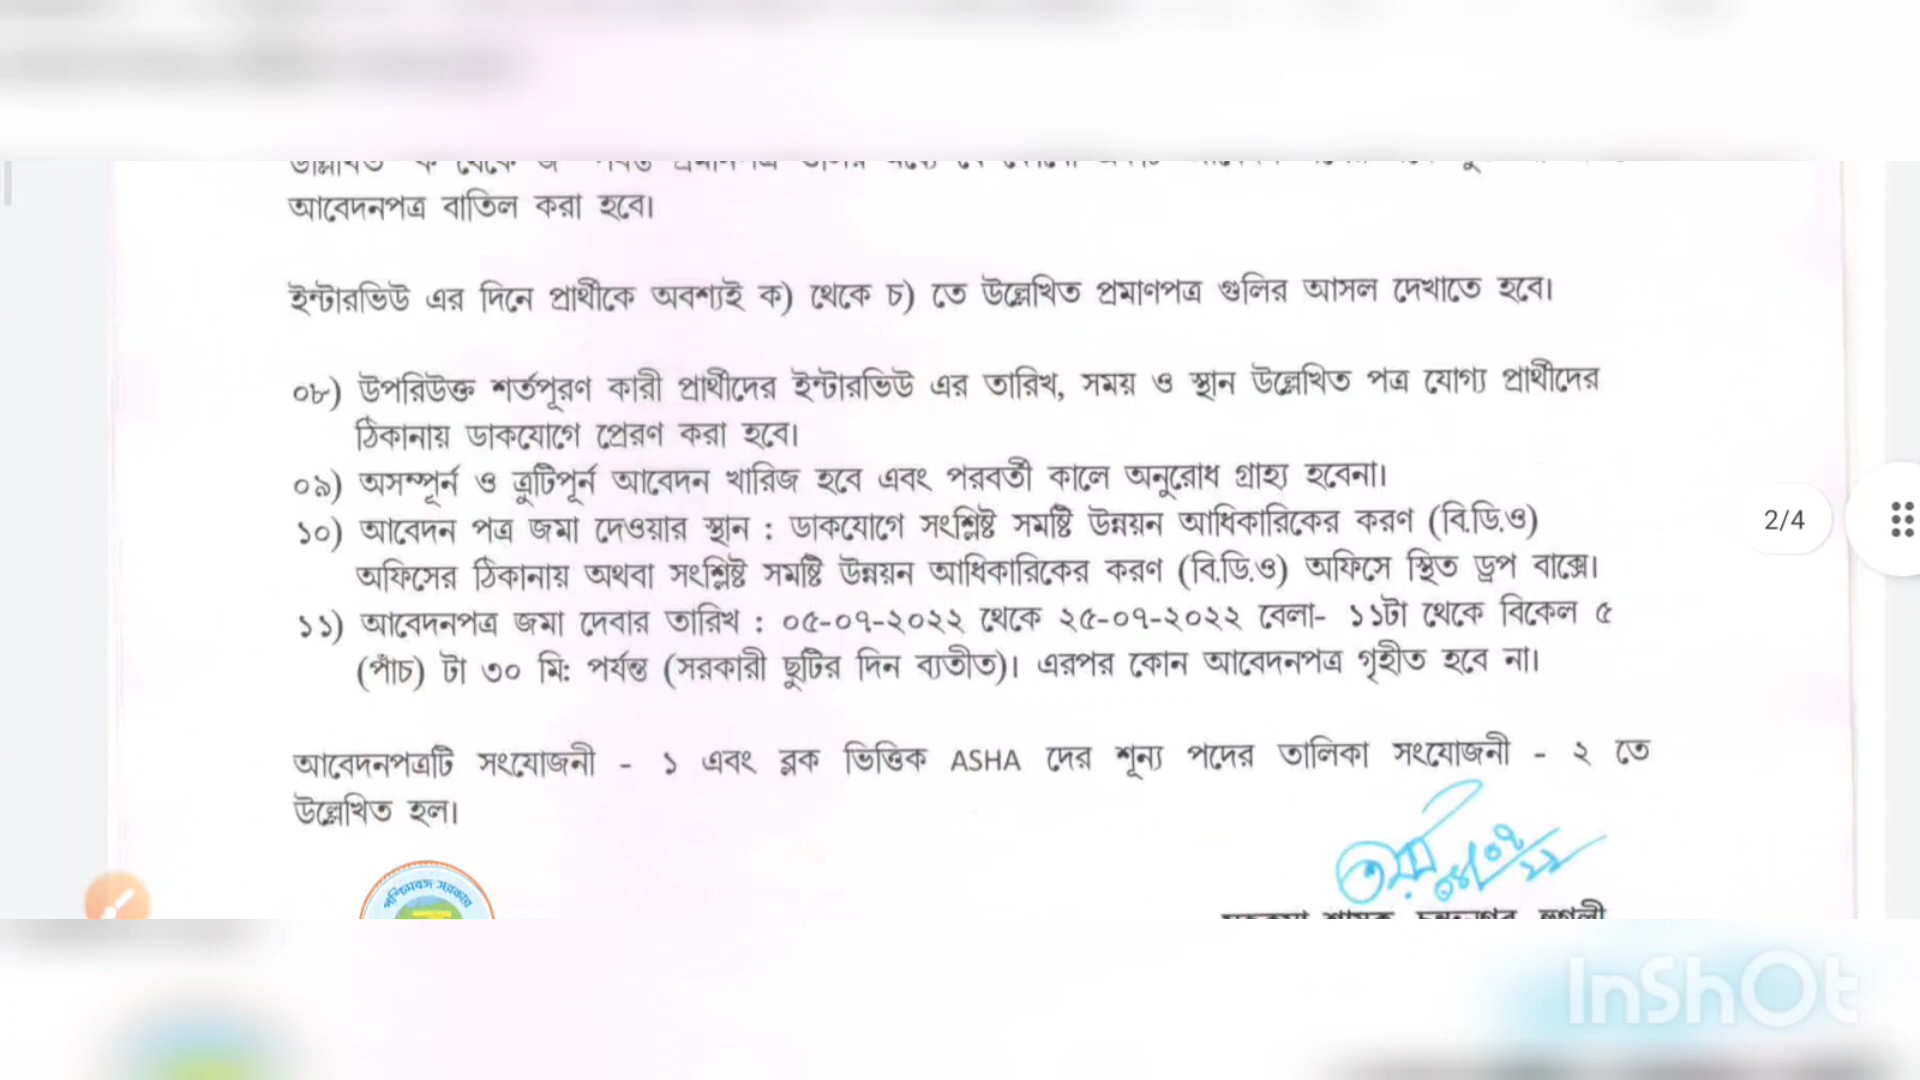 আবেদনপত্র বাতিল করা হবে।
ইন্টারভিউ এর দিনে প্রার্থীকে অবশ্যই ক) থেকে চ) তে উল্লেখিত প্রমাণপত্র গুলির আসল দেখাতে হবে।
০৮) উপরিউক্ত শর্তপূরণ কারী প্রার্থীদের ইন্টারভিউ এর তারিখ, সময় ও স্থান উল্লেখিত পত্র যোগ্য প্রার্থীদের
ঠিকানায় ডাকযোগে প্রেরণ করা হবে।
০৯) অসম্পূর্ন ও ত্রুটিপূর্ন আবেদন খারিজ হবে এবং পরবর্তী কালে অনুরোধ গ্রাহ্য হবেনা।
১০) আবেদন পত্র জমা দেওয়ার স্থান : ডাকযোগে সংশ্লিষ্ট সমষ্টি উন্নয়ন আধিকারিকের করণ (বি.ডি.ও)
অফিসের ঠিকানায় অথবা সংশ্লিষ্ট সমষ্টি উন্নয়ন আধিকারিকের করণ (বি.ডি.ও) অফিসে স্থিত ড্রপ বাক্সে।
১১) আবেদনপত্র জমা দেবার তারিখ : ০৫-০৭-২০২২ থেকে ২৫-০৭-২০২২ বেলা- ১১টা থেকে বিকেল ৫
(পাঁচ) টা ৩০ মি: পর্যন্ত (সরকারী ছুটির দিন ব্যতীত)। এরপর কোন আবেদনপত্র গৃহীত হবে না।
2/4
আবেদনপত্রটি সংযোজনী - ১ এবং ব্লক ভিত্তিক ASHA দের শূন্য পদের তালিকা সংযোজনী - ২ তে
উল্লেখিত হল।
পশ্চিমবঙ্গ সরকার
InShOt